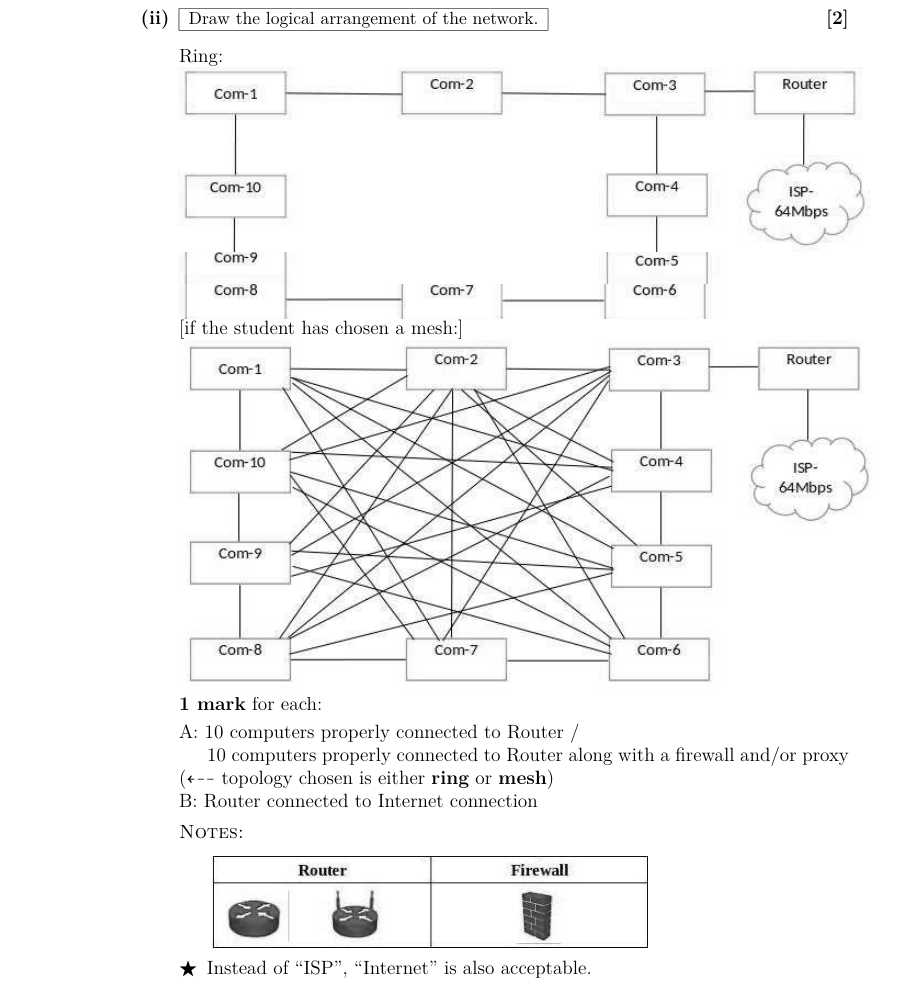 (ii) Draw the logical arrangement of the network. [2]
Ring:
Com-1 Com-2 Com-3 Router
Com-10 Com-4 ISP-
64Mbps
Com-9 Com-5
Com-8 Com-7 Com-6
[if the student has chosen a mesh:]
Com-1 Com-2 Com-3 Router
Com-10 Com-4 ISP-
64Mbps
Com-9 Com-5
Com-8 Com-7 Com-6
1 mark for each:
A: 10 computers properly connected to Router /
10 computers properly connected to Router along with a firewall and/or proxy
(⇠ topology chosen is either ring or mesh)
B: Router connected to Internet connection
NOTES:
Router Firewall
★ Instead of “ISP”, “Internet” is also acceptable.